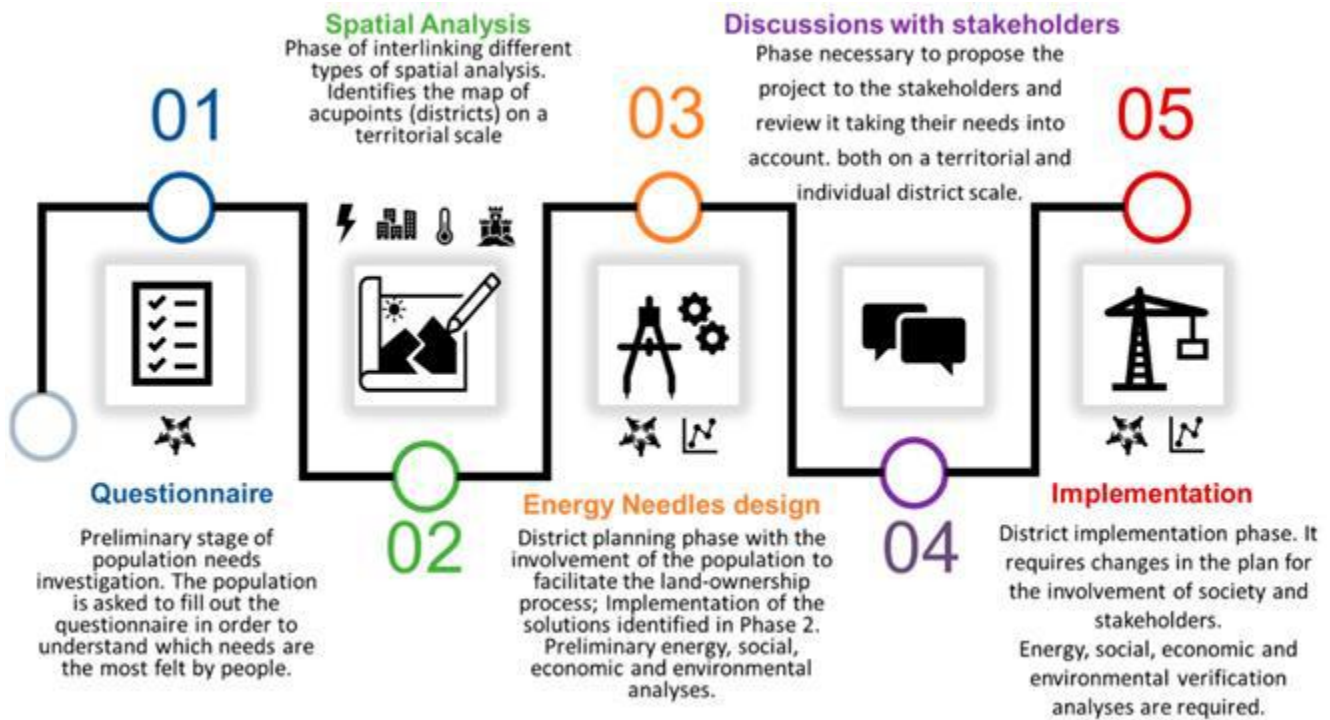 01
Questionnaire
Preliminary stage of
population needs
investigation. The population
is asked to fill out the
questionnaire in order to
understand which needs are
the most felt by people.
Spatial Analysis
Phase of interlinking different
types of spatial analysis.
Identifies the map of
acupoints (districts) on a
territorial scale
02
03
Energy Needles design
District planning phase with the
involvement of the population to
facilitate the land-ownership
process; Implementation of the
solutions identified in Phase 2.
Preliminary energy, social,
economic and environmental
analyses.
Discussions with stakeholders
Phase necessary to propose the
project to the stakeholders and
review it taking their needs into
account. both on a territorial and
individual district scale.
04
05
Implementation
District implementation phase. It
requires changes in the plan for
the involvement of society and
stakeholders.
Energy, social, economic and
environmental verification
analyses are required.